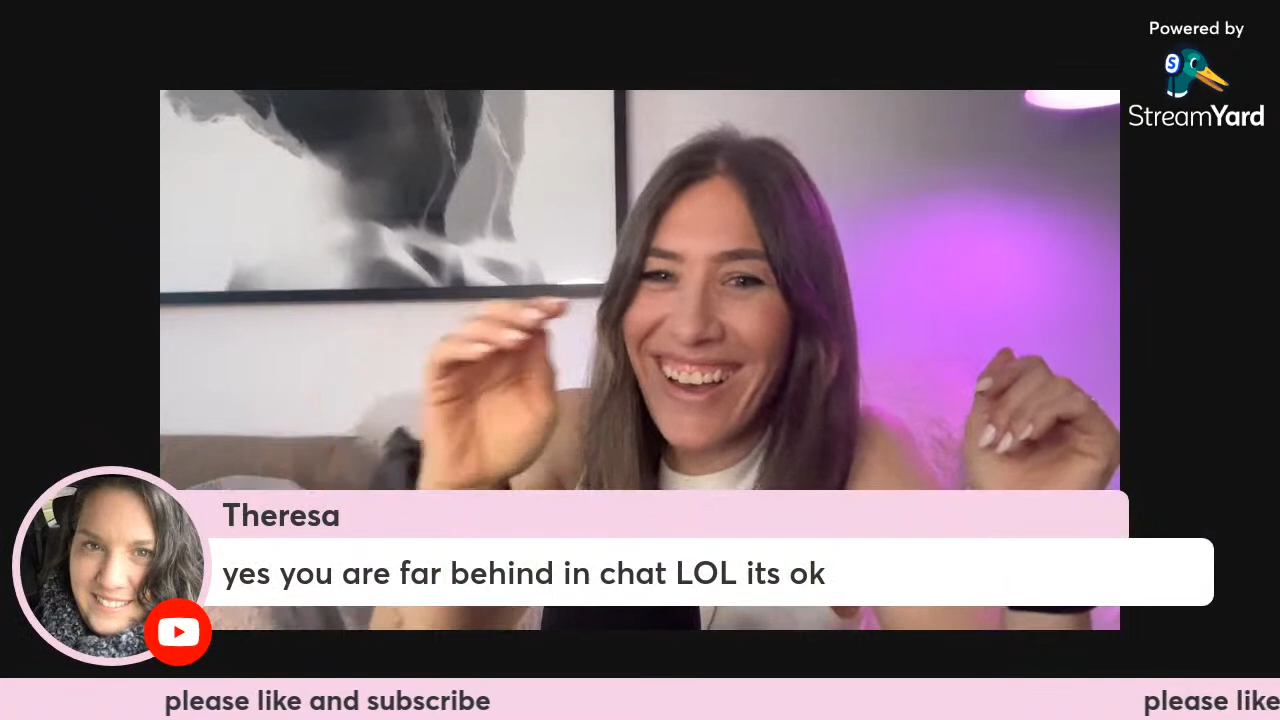 Powered by
StreamYard
Theresa
yes you are far behind in chat LOL its ok
please like and subscribe
please like